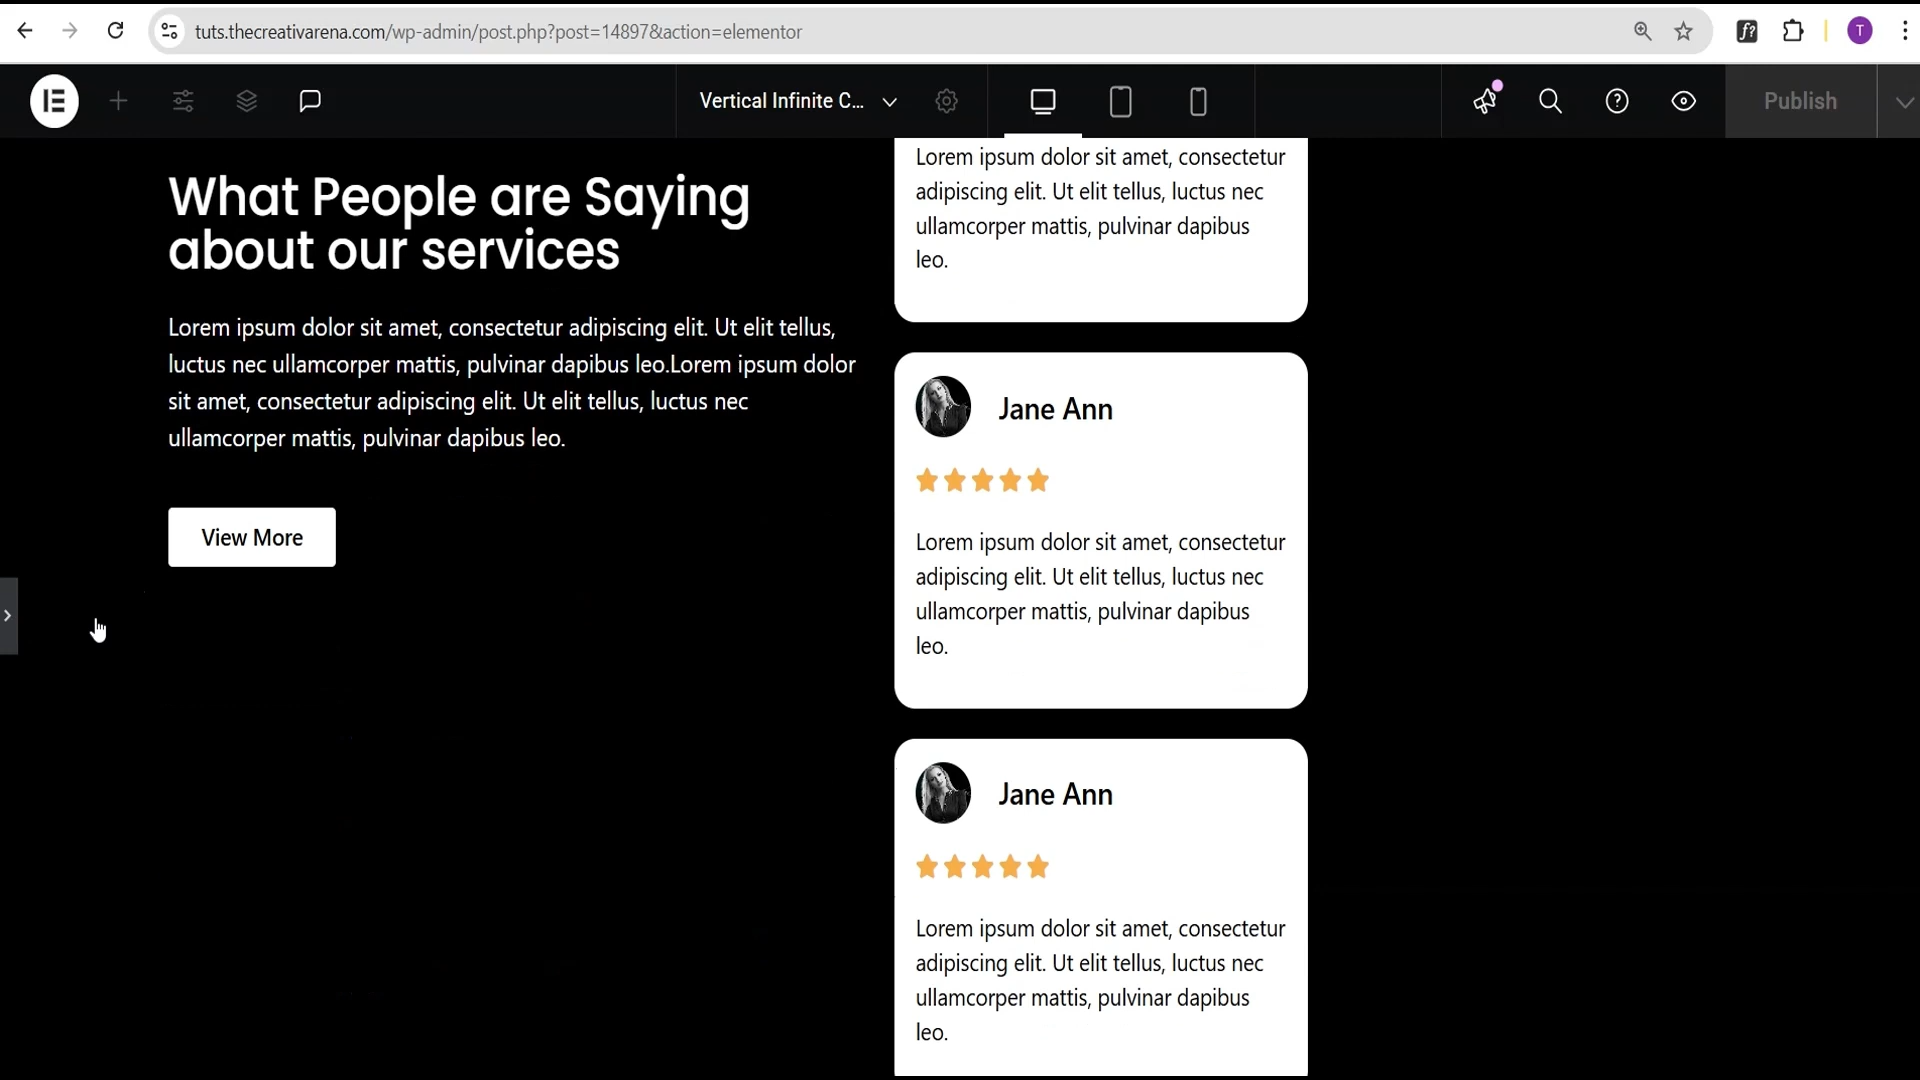 tuts.thecreativarena.com/wp-admin/post.php?post=14897&action=elementor
f?
T
Vertical Infinite C...
Publish
What People are Saying
about our services
Lorem ipsum dolor sit amet, consectetur adipiscing elit. Ut elit tellus,
luctus nec ullamcorper mattis, pulvinar dapibus leo.Lorem ipsum dolor
sit amet, consectetur adipiscing elit. Ut elit tellus, luctus nec
ullamcorper mattis, pulvinar dapibus leo.
View More
Lorem ipsum dolor sit amet, consectetur
adipiscing elit. Ut elit tellus, luctus nec
ullamcorper mattis, pulvinar dapibus
leo.
Jane Ann
Lorem ipsum dolor sit amet, consectetur
adipiscing elit. Ut elit tellus, luctus nec
ullamcorper mattis, pulvinar dapibus
leo.
Jane Ann
Lorem ipsum dolor sit amet, consectetur
adipiscing elit. Ut elit tellus, luctus nec
ullamcorper mattis, pulvinar dapibus
leo.